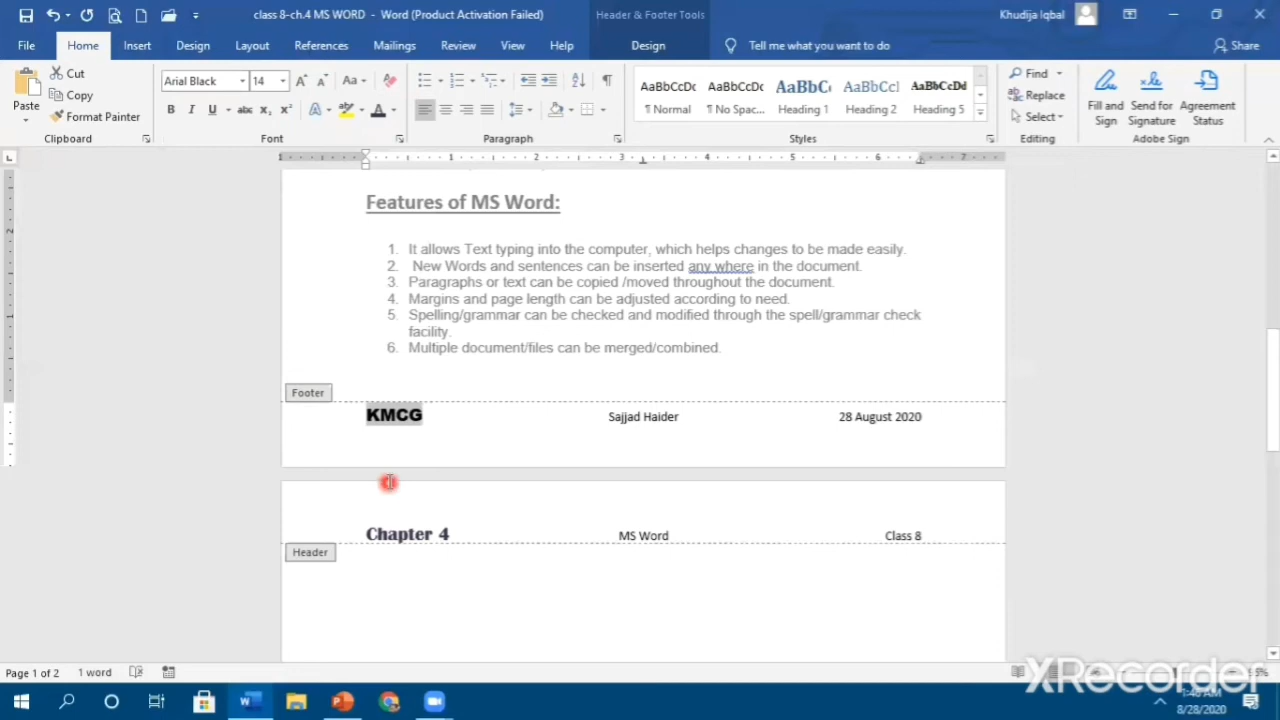 class 8-ch.4 MS WORD - Word (Product Activation Failed)
Header & Footer Tools
Khudija Iqbal
File Home Insert Design Layout References Mailings Review View Help Design Tell me what you want to do Share
Paste
Cut
Copy
Format Painter
Clipboard
Arial Black 14
Font
Paragraph
AaBbCcDc AaBbCcDc AaBbC AaBbCcI AaBbCcDd
¶ Normal ¶ No Spac... Heading 1 Heading 2 Heading 5
Styles
Find
Replace
Select
Editing
Fill and Sign
Send for Signature
Agreement Status
Adobe Sign
1 1 2 3 4 5 6 7
Features of MS Word:
1. It allows Text typing into the computer, which helps changes to be made easily.
2. New Words and sentences can be inserted any where in the document.
3. Paragraphs or text can be copied /moved throughout the document.
4. Margins and page length can be adjusted according to need.
5. Spelling/grammar can be checked and modified through the spell/grammar check
facility.
6. Multiple document/files can be merged/combined.
Footer
KMCG Sajjad Haider 28 August 2020
Chapter 4 MS Word Class 8
Header
Page 1 of 2 1 word
XRecorder
8/28/2020